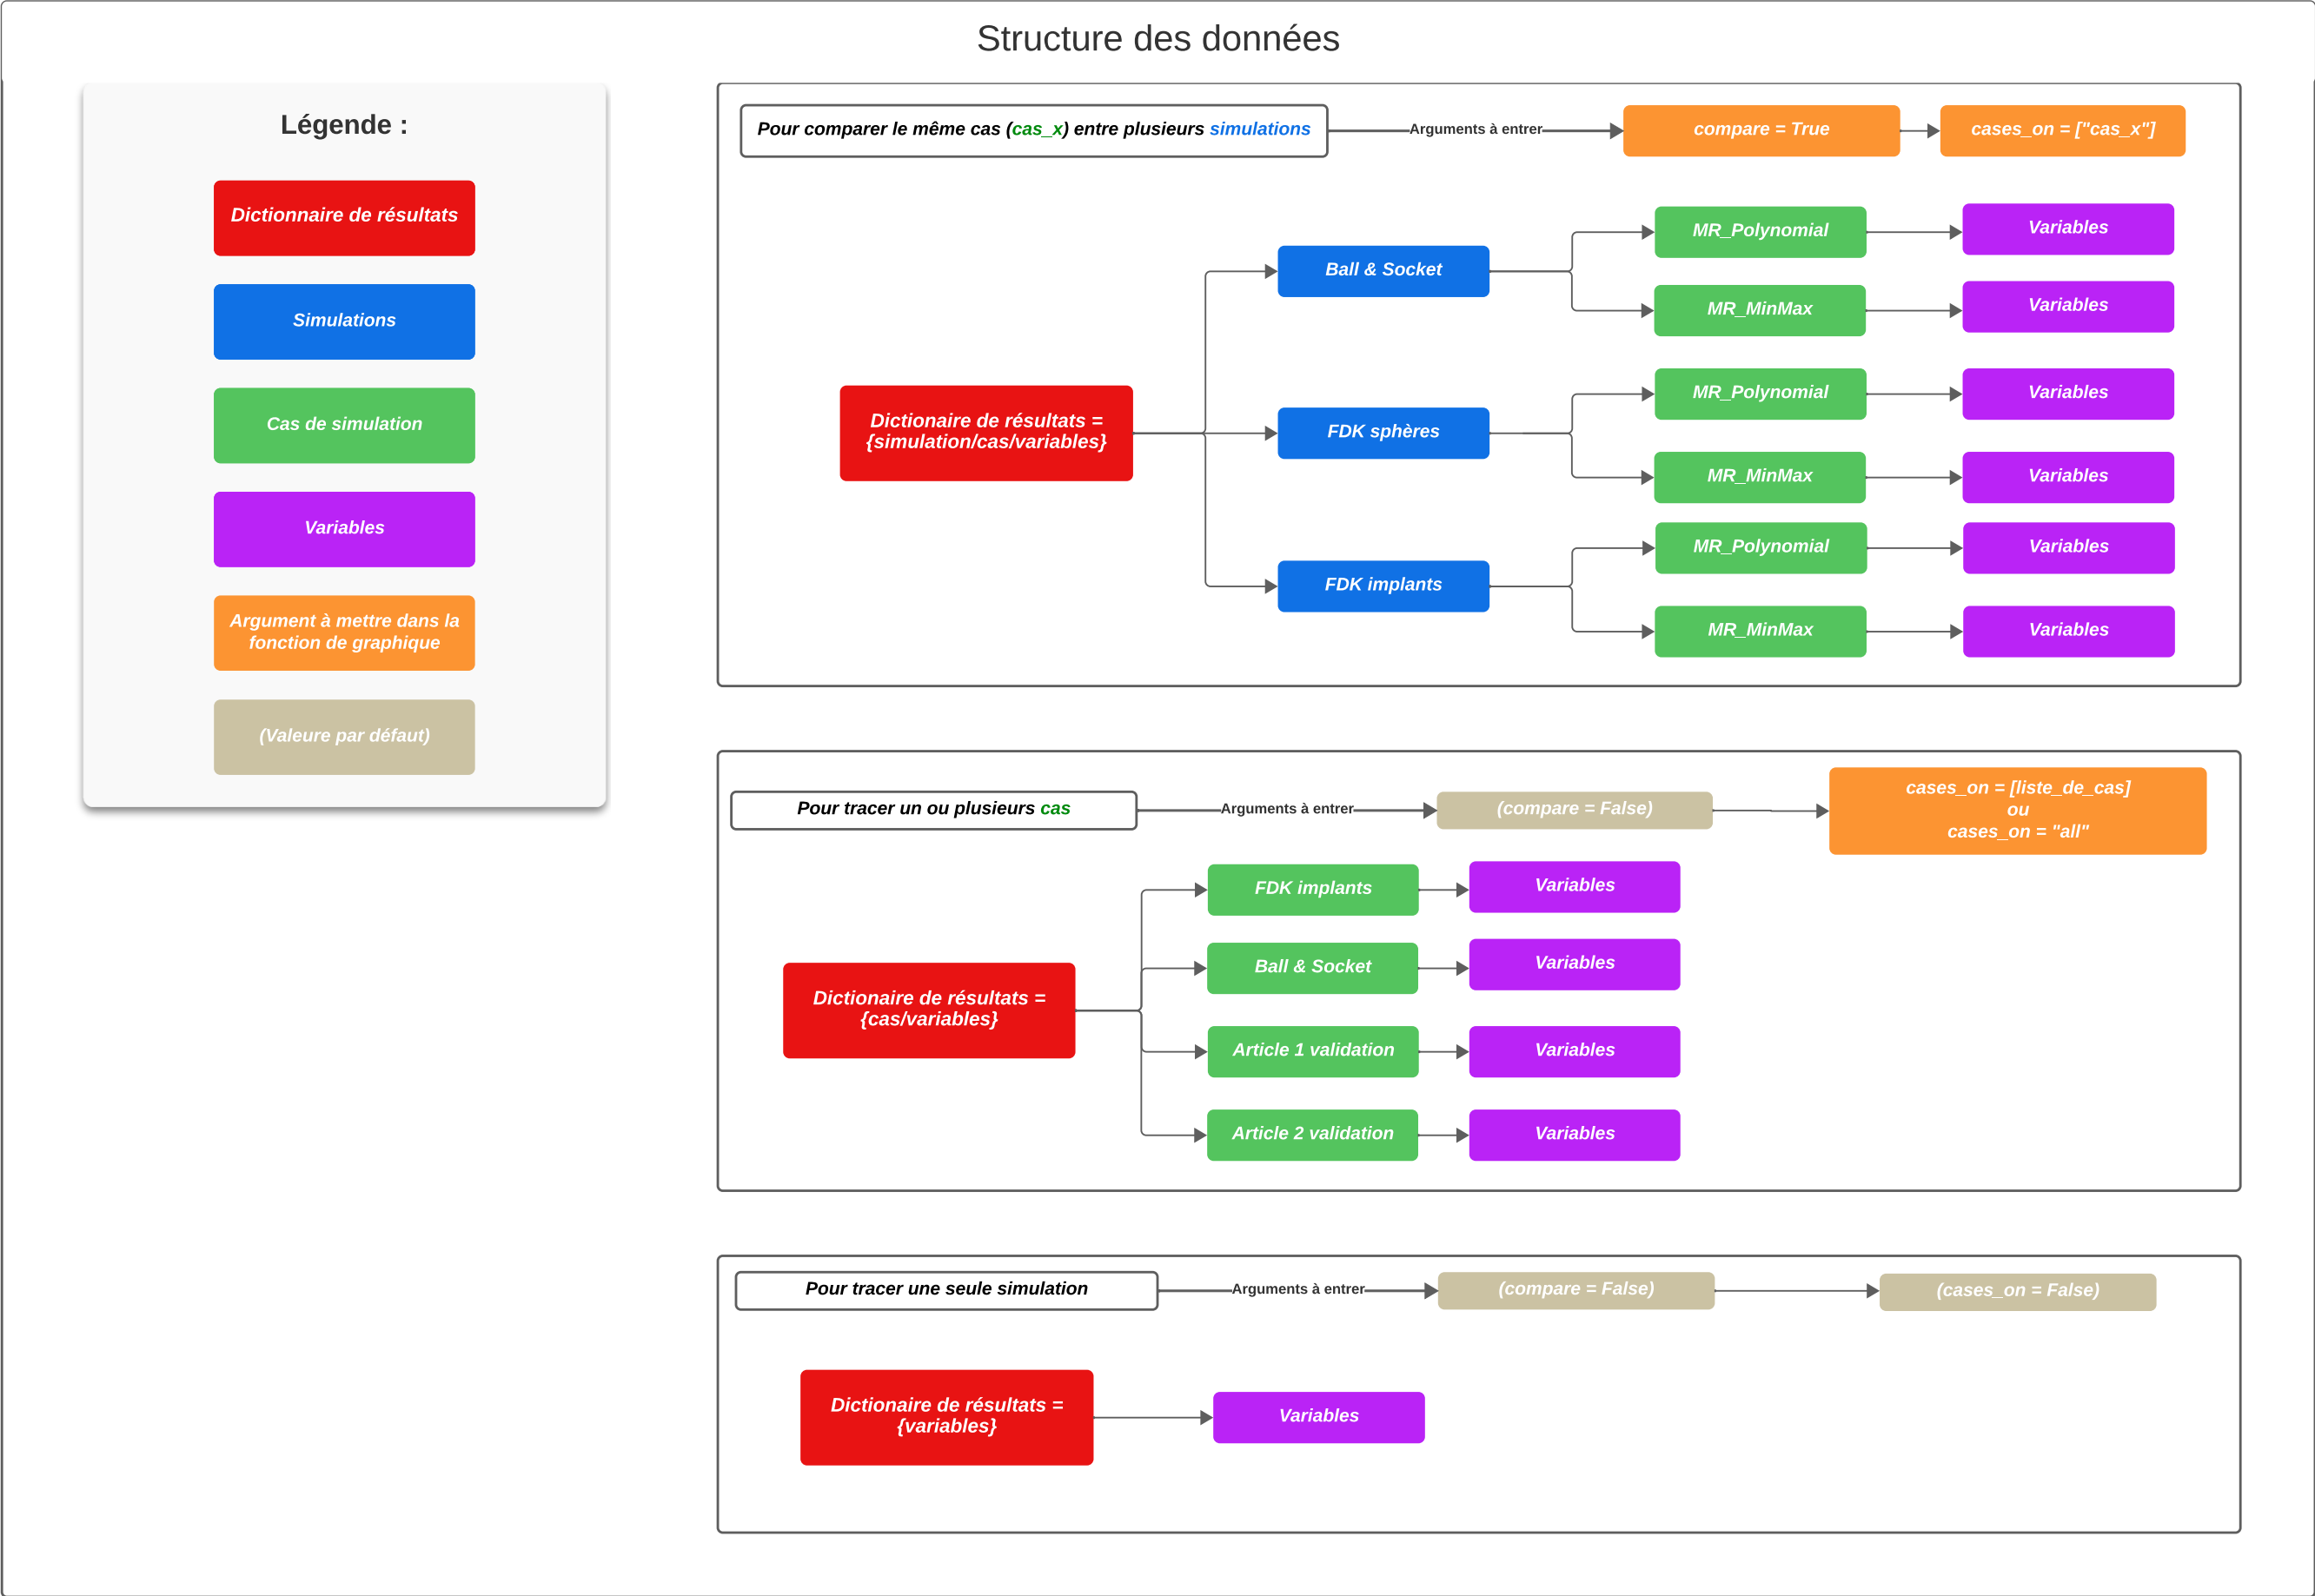 Structure des données
Légende :
Dictionnaire de résultats
Simulations
Cas de simulation
Variables
Argument à mettre dans la
fonction de graphique
(Valeure par défaut)
Pour comparer le même cas (cas_x) entre plusieurs simulations
Arguments à entrer
compare = True
cases_on = ["cas_x"]
Dictionaire de résultats =
{simulation/cas/variables}
Ball & Socket
MR_Polynomial
Variables
MR_MinMax
Variables
FDK sphères
MR_Polynomial
Variables
MR_MinMax
Variables
FDK implants
MR_Polynomial
Variables
MR_MinMax
Variables
Pour tracer un ou plusieurs cas
Arguments à entrer
(compare = False)
cases_on = [liste_de_cas]
ou
cases_on = "all"
Dictionaire de résultats =
{cas/variables}
FDK implants
Variables
Ball & Socket
Variables
Article 1 validation
Variables
Article 2 validation
Variables
Pour tracer une seule simulation
Arguments à entrer
(compare = False)
(cases_on = False)
Dictionaire de résultats =
{variables}
Variables